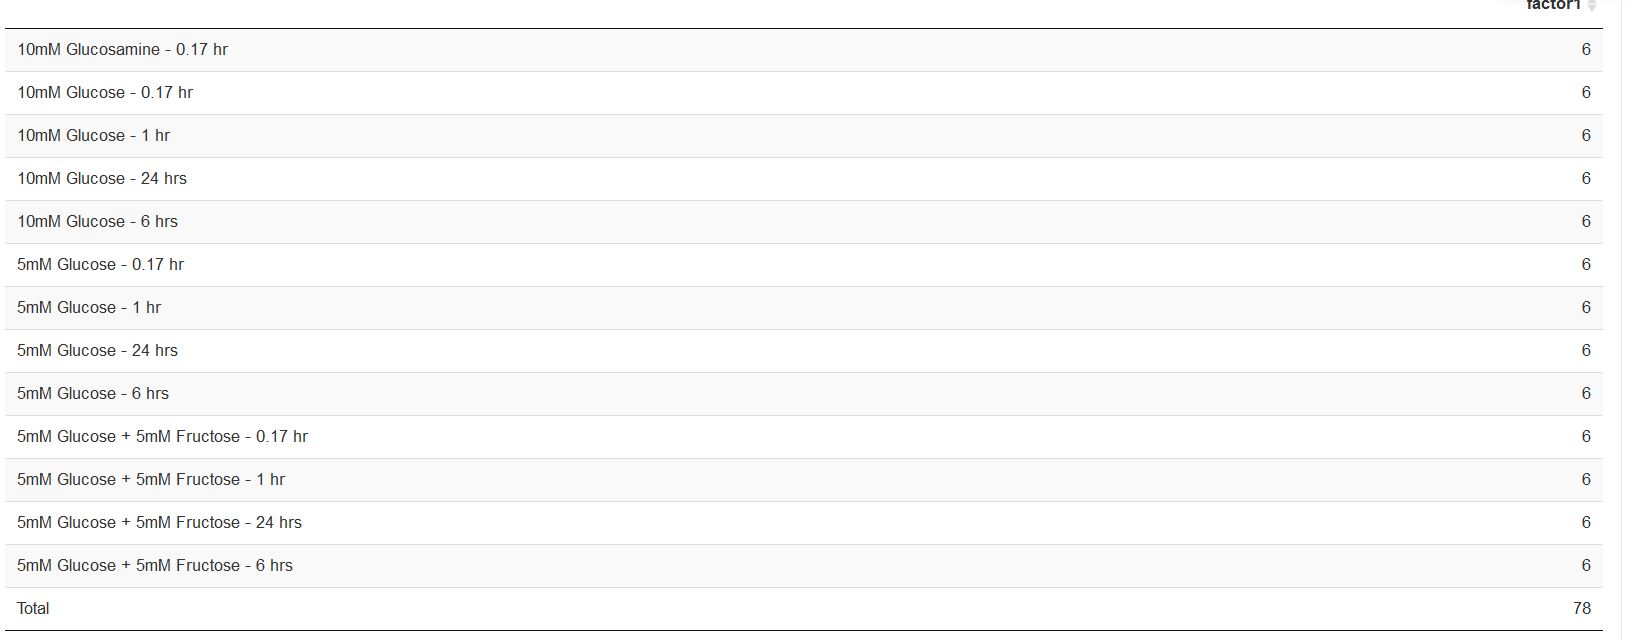 factor1
10mM Glucosamine - 0.17 hr 6
10mM Glucose - 0.17 hr 6
10mM Glucose - 1 hr 6
10mM Glucose - 24 hrs 6
10mM Glucose - 6 hrs 6
5mM Glucose - 0.17 hr 6
5mM Glucose - 1 hr 6
5mM Glucose - 24 hrs 6
5mM Glucose - 6 hrs 6
5mM Glucose + 5mM Fructose - 0.17 hr 6
5mM Glucose + 5mM Fructose - 1 hr 6
5mM Glucose + 5mM Fructose - 24 hrs 6
5mM Glucose + 5mM Fructose - 6 hrs 6
Total 78